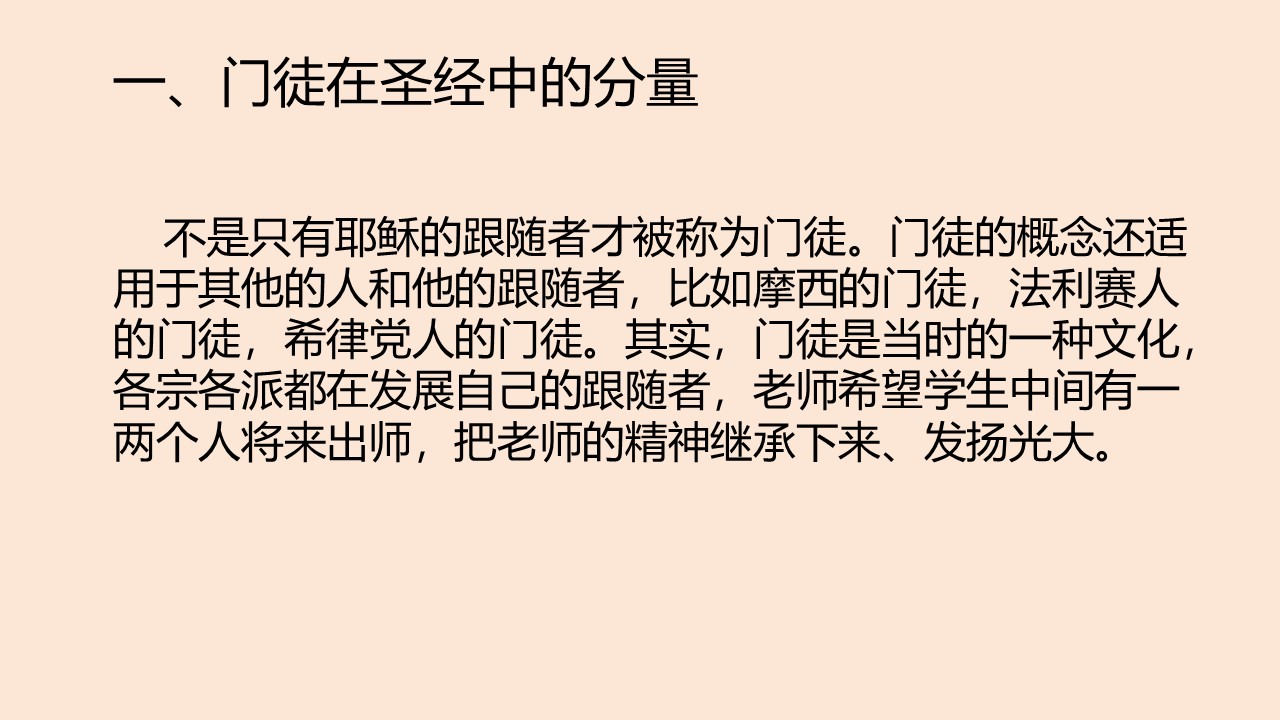 一、门徒在圣经中的分量
不是只有耶稣的跟随者才被称为门徒。门徒的概念还适
用于其他的人和他的跟随者，比如摩西的门徒，法利赛人
的门徒，希律党人的门徒。其实，门徒是当时的一种文化，
各宗各派都在发展自己的跟随者，老师希望学生中间有一
两个人将来出师，把老师的精神继承下来、发扬光大。